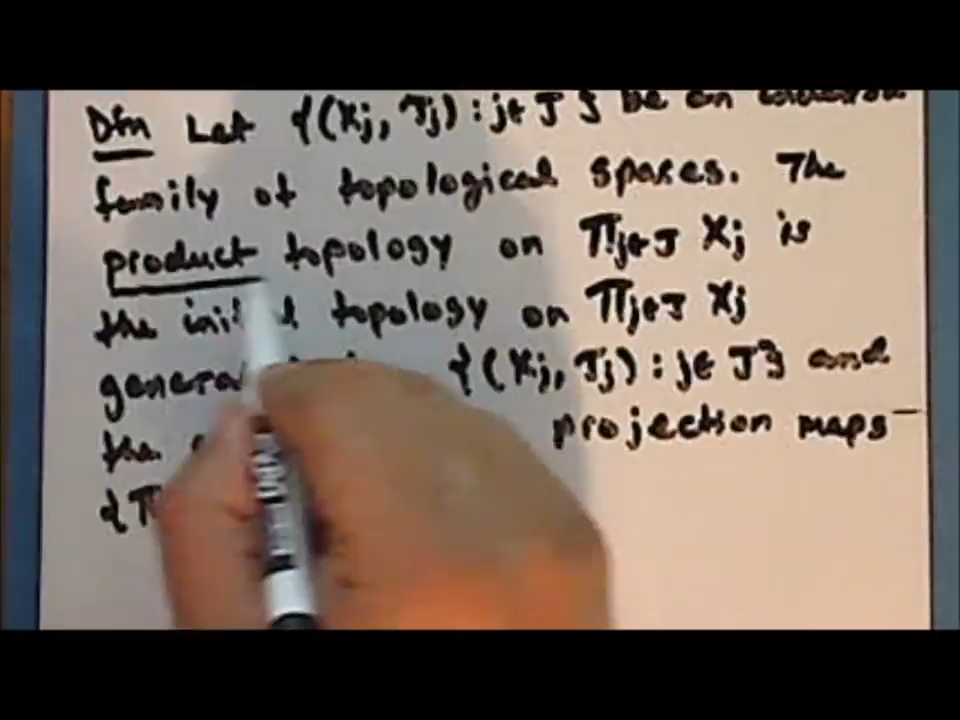 Dfn Let {(Xj, Tj) : j∈J} be an
family of topological spaces. The
product topology on Πj∈J Xj is
the topology on Πj∈J Xj
{(Xj, Tj) : j∈J} and
the projection maps
{π